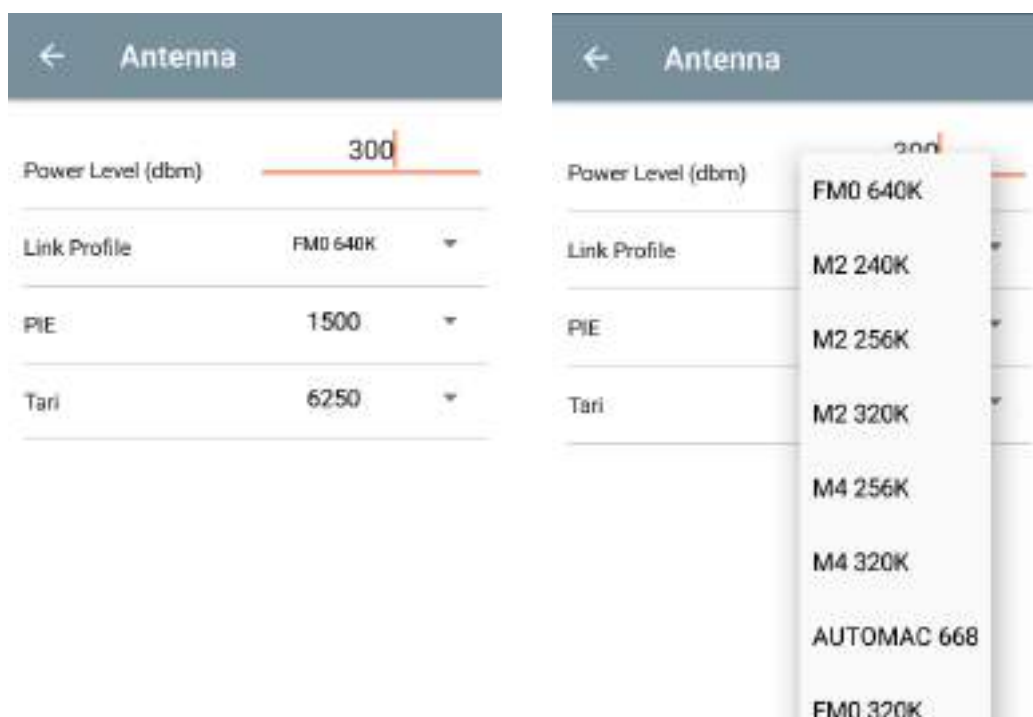 Antenna
Power Level (dbm) 300
Link Profile FM0 640K
PIE 1500
Tari 6250
Antenna
Power Level (dbm) 300
Link Profile
PIE
Tari
FM0 640K
M2 240K
M2 256K
M2 320K
M4 256K
M4 320K
AUTOMAC 668
FM0 320K